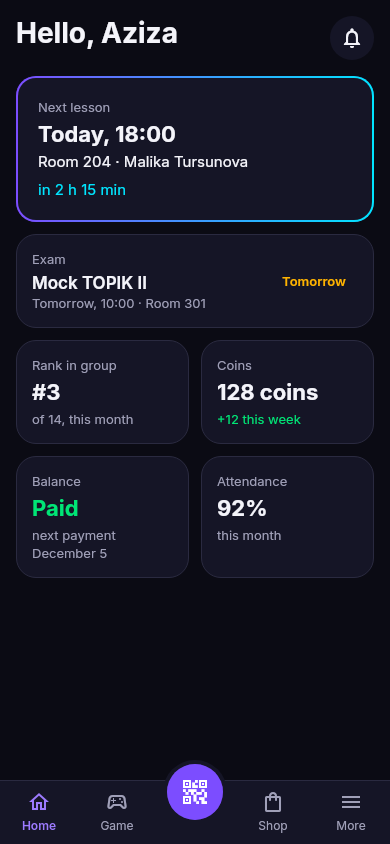 Hello, Aziza
Next lesson
Today, 18:00
Room 204 · Malika Tursunova
in 2 h 15 min
Exam
Mock TOPIK II
Tomorrow, 10:00 · Room 301
Tomorrow
Rank in group
#3
of 14, this month
Coins
128 coins
+12 this week
Balance
Paid
next payment
December 5
Attendance
92%
this month
Home
Game
Shop
More